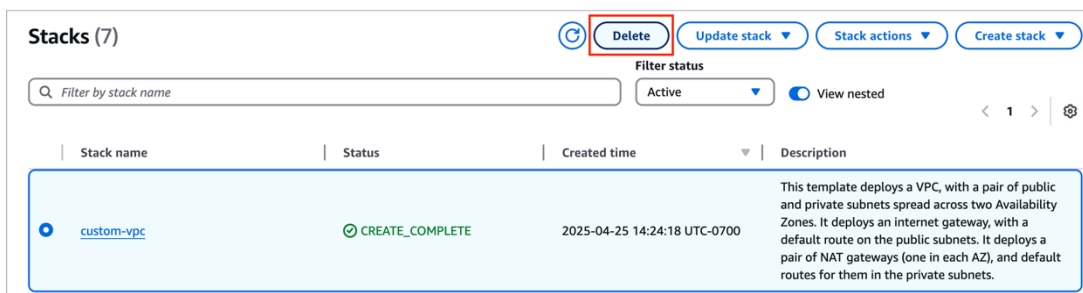 Stacks (7)
Delete
Update stack
Stack actions
Create stack
Filter status
Filter by stack name
Active
View nested
1
Stack name
Status
Created time
Description
custom-vpc
CREATE_COMPLETE
2025-04-25 14:24:18 UTC-0700
This template deploys a VPC, with a pair of public
and private subnets spread across two Availability
Zones. It deploys an internet gateway, with a
default route on the public subnets. It deploys a
pair of NAT gateways (one in each AZ), and default
routes for them in the private subnets.